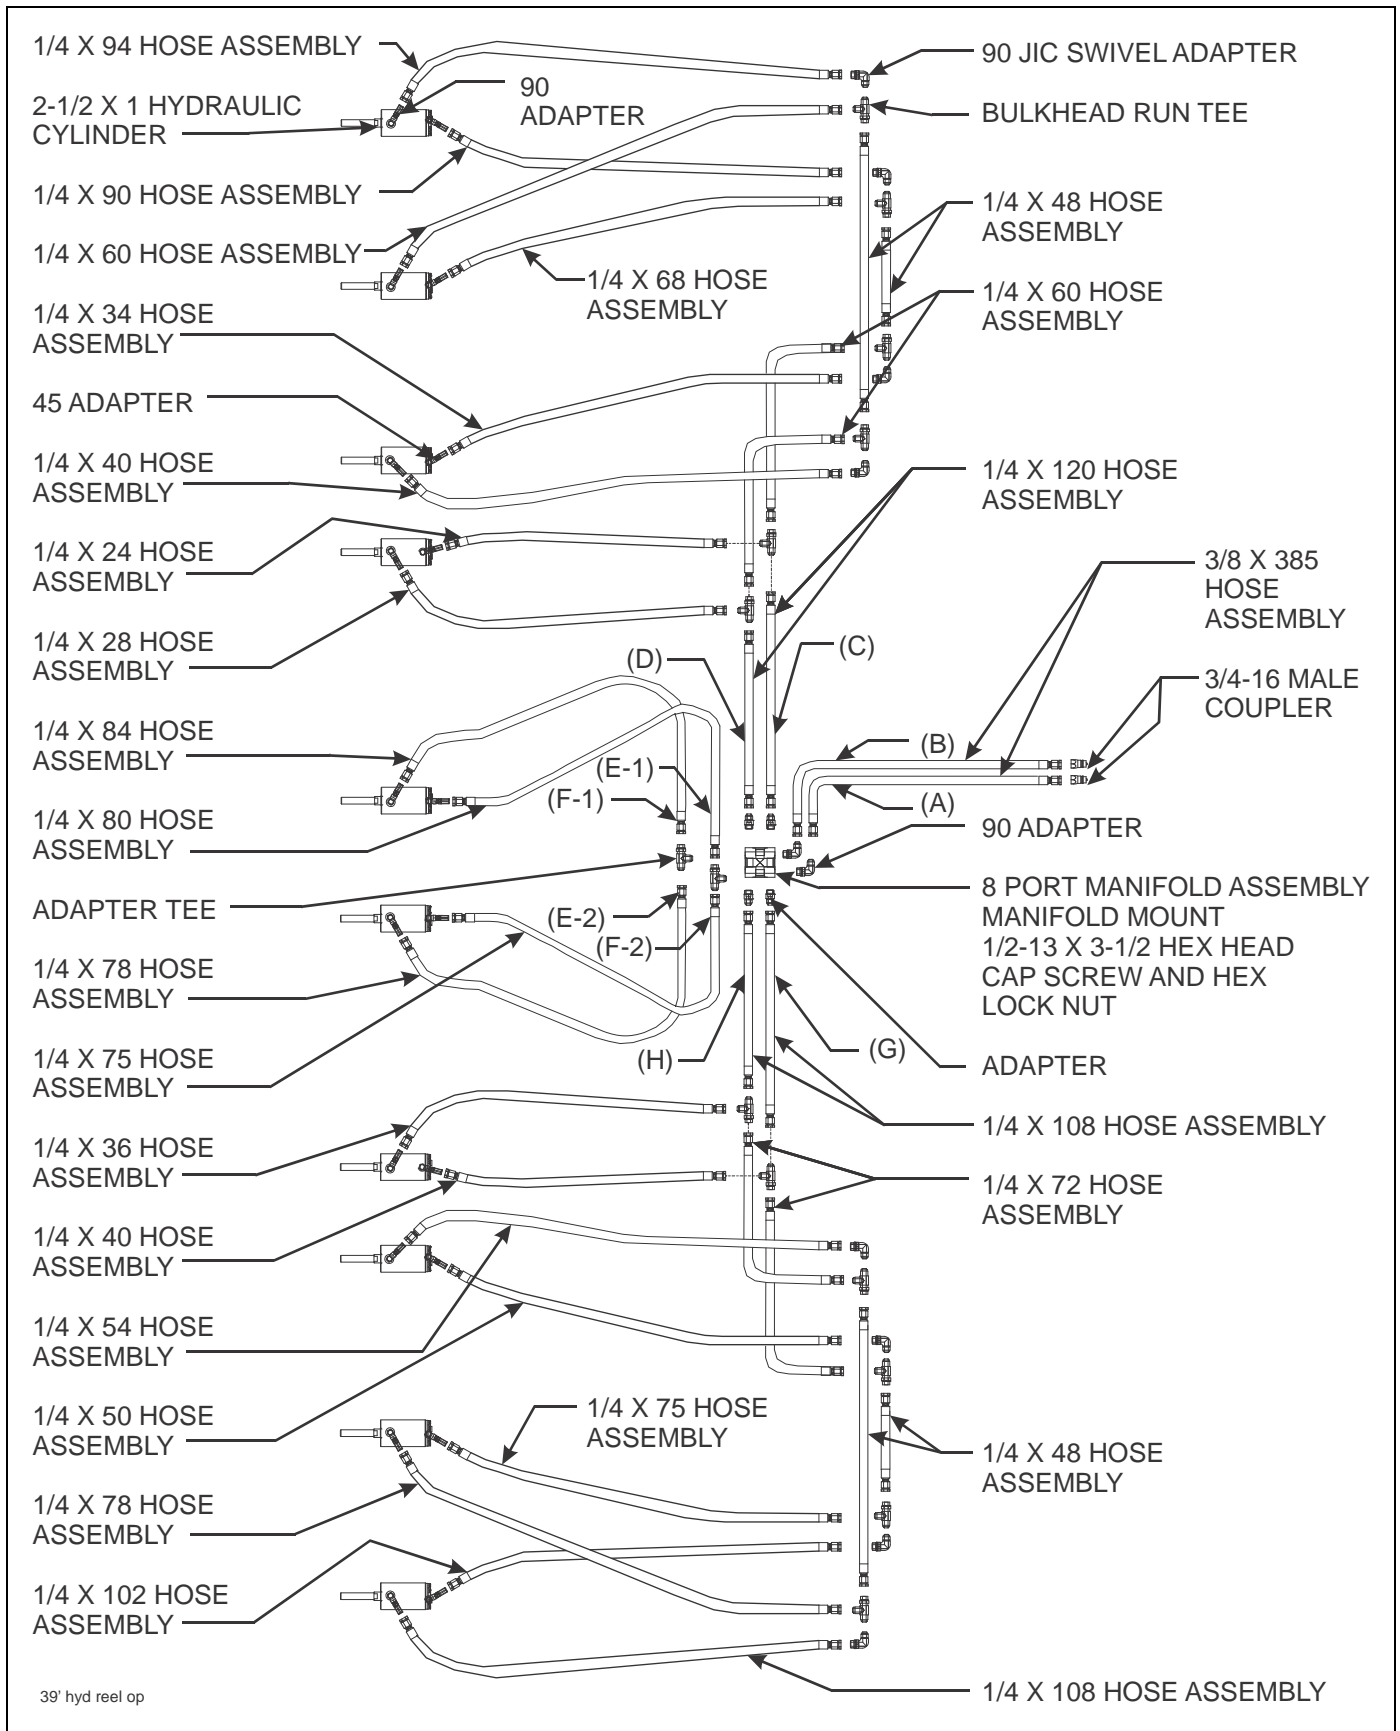 1/4 X 94 HOSE ASSEMBLY
2-1/2 X 1 HYDRAULIC
CYLINDER
90
ADAPTER
1/4 X 90 HOSE ASSEMBLY
1/4 X 60 HOSE ASSEMBLY
1/4 X 68 HOSE
ASSEMBLY
1/4 X 34 HOSE
ASSEMBLY
45 ADAPTER
1/4 X 40 HOSE
ASSEMBLY
1/4 X 24 HOSE
ASSEMBLY
1/4 X 28 HOSE
ASSEMBLY
1/4 X 84 HOSE
ASSEMBLY
1/4 X 80 HOSE
ASSEMBLY
ADAPTER TEE
1/4 X 78 HOSE
ASSEMBLY
1/4 X 75 HOSE
ASSEMBLY
1/4 X 36 HOSE
ASSEMBLY
1/4 X 40 HOSE
ASSEMBLY
1/4 X 54 HOSE
ASSEMBLY
1/4 X 50 HOSE
ASSEMBLY
1/4 X 78 HOSE
ASSEMBLY
1/4 X 102 HOSE
ASSEMBLY
39' hyd reel op
(D)
(C)
(E-1)
(F-1)
(B)
(A)
(E-2)
(F-2)
(H)
(G)
1/4 X 75 HOSE
ASSEMBLY
90 JIC SWIVEL ADAPTER
BULKHEAD RUN TEE
1/4 X 48 HOSE
ASSEMBLY
1/4 X 60 HOSE
ASSEMBLY
1/4 X 120 HOSE
ASSEMBLY
3/8 X 385
HOSE
ASSEMBLY
3/4-16 MALE
COUPLER
90 ADAPTER
8 PORT MANIFOLD ASSEMBLY
MANIFOLD MOUNT
1/2-13 X 3-1/2 HEX HEAD
CAP SCREW AND HEX
LOCK NUT
ADAPTER
1/4 X 108 HOSE ASSEMBLY
1/4 X 72 HOSE
ASSEMBLY
1/4 X 48 HOSE
ASSEMBLY
1/4 X 108 HOSE ASSEMBLY